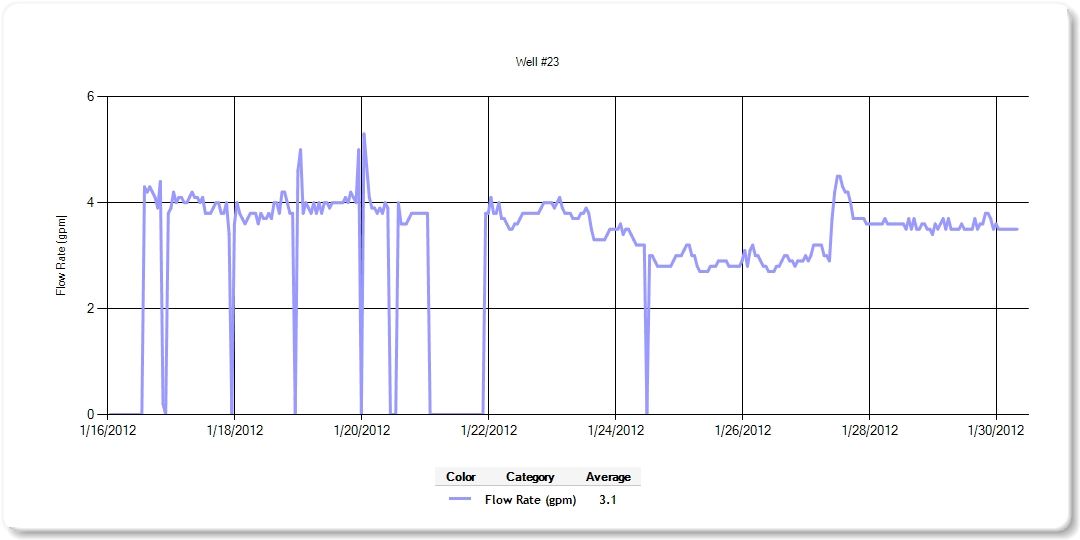 Well #23
6
4
2
0
Flow Rate (gpm)
1/16/2012 1/18/2012 1/20/2012 1/22/2012 1/24/2012 1/26/2012 1/28/2012 1/30/2012
Color Category Average
Flow Rate (gpm) 3.1